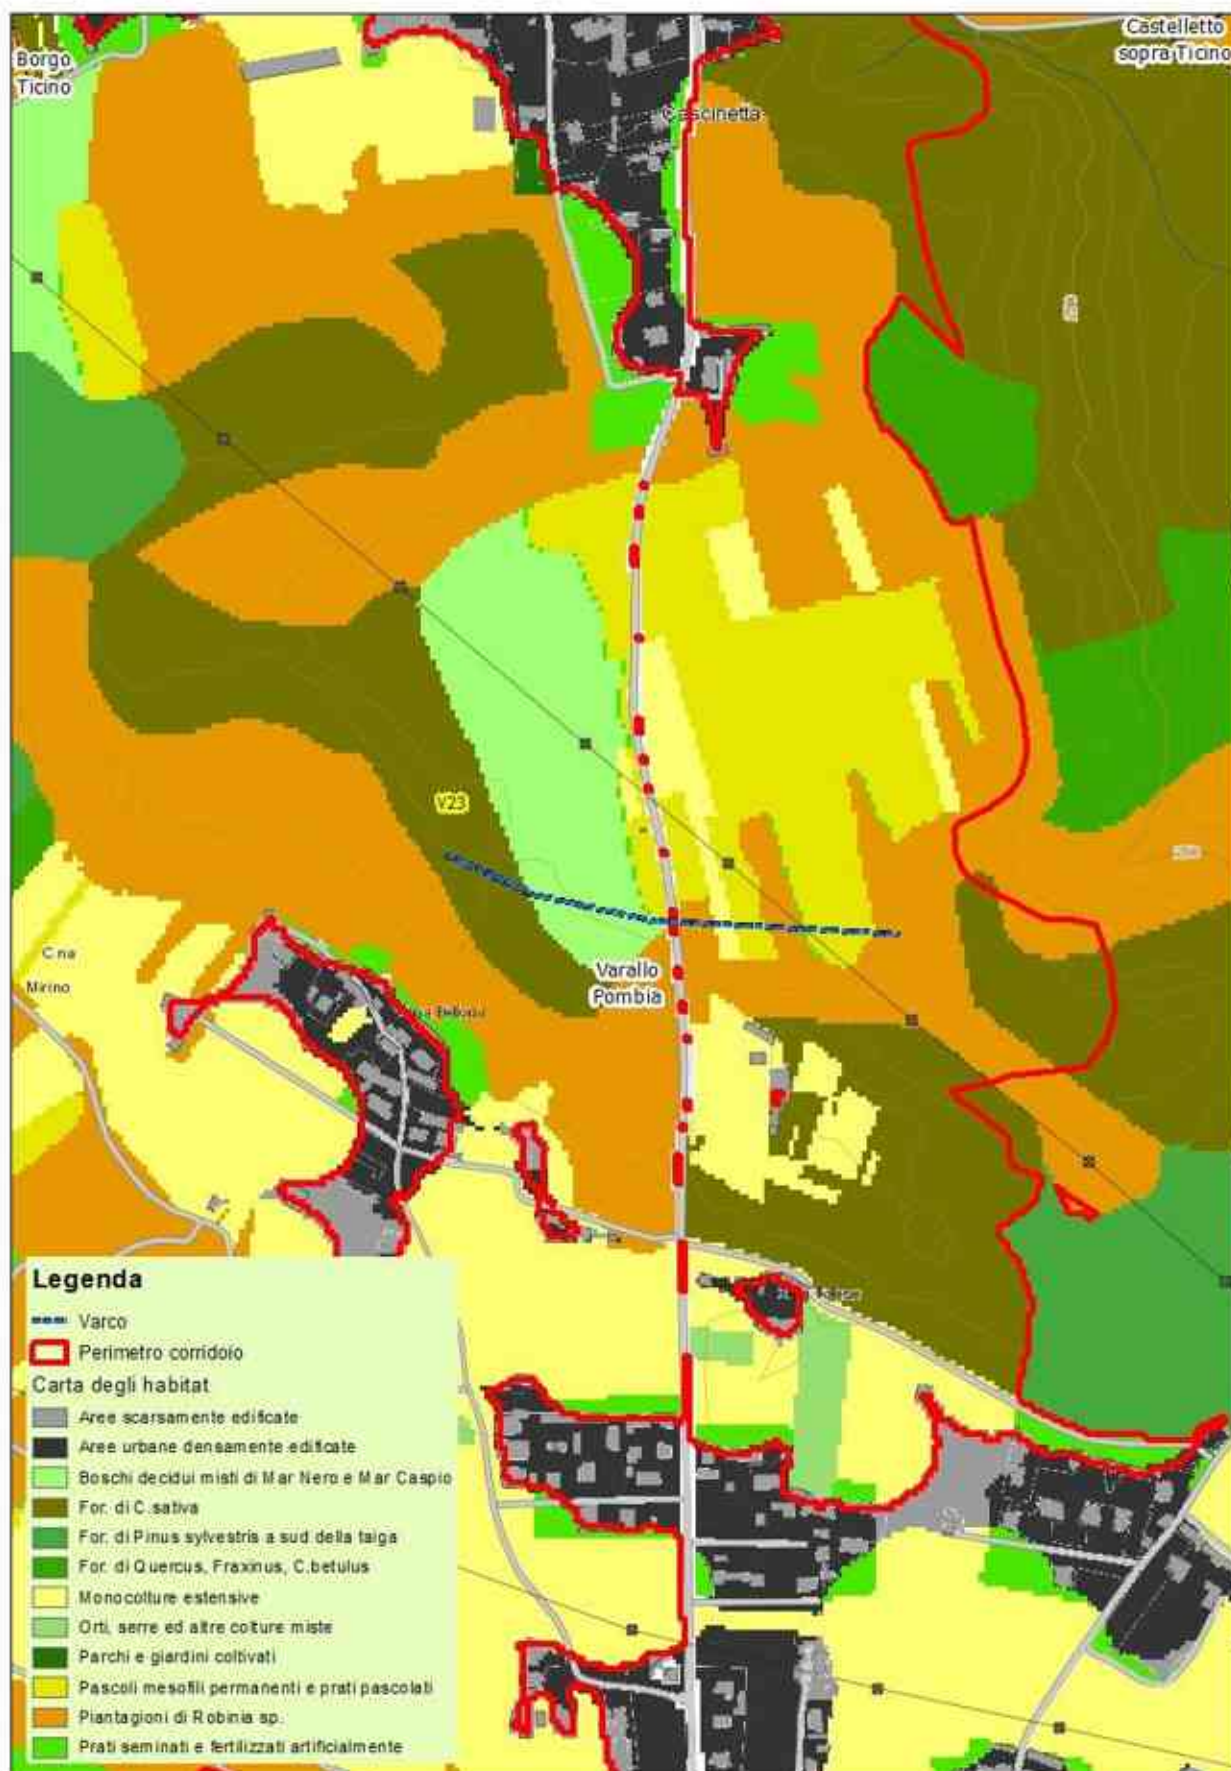 Borgo
Ticino
Castelletto
sopra Ticino
Cascinetta
V23
C.na
Mirino
Varallo
Pombia
Legenda
Varco
Perimetro corridoio
Carta degli habitat
Aree scarsamente edificate
Aree urbane densamente edificate
Boschi decidui misti di Mar Nero e Mar Caspio
For. di C.sativa
For. di Pinus sylvestris a sud della taiga
For. di Quercus, Fraxinus, C.betulus
Monocolture estensive
Orti, serre ed altre colture miste
Parchi e giardini coltivati
Pascoli mesofili permanenti e prati pascolati
Piantagioni di Robinia sp.
Prati seminati e fertilizzati artificialmente